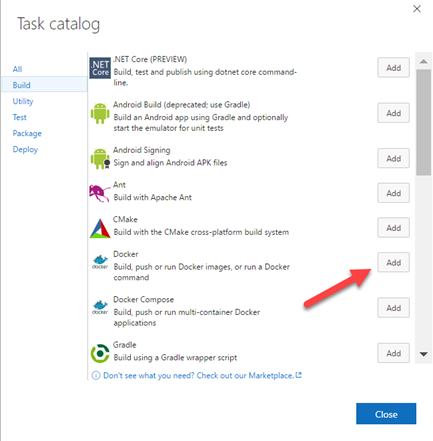 Task catalog
All
Build
Utility
Test
Package
Deploy
.NET
Core
.NET Core (PREVIEW)
Build, test and publish using dotnet core command-
line.
Add
Android Build (deprecated; use Gradle)
Build an Android app using Gradle and optionally
start the emulator for unit tests
Add
Android Signing
Sign and align Android APK files
Add
Ant
Build with Apache Ant
Add
CMake
Build with the CMake cross-platform build system
Add
docker
Docker
Build, push or run Docker images, or run a Docker
command
Add
docker
Docker Compose
Build, push or run multi-container Docker
applications
Add
Gradle
Build using a Gradle wrapper script
Add
Don't see what you need? Check out our Marketplace.
Close